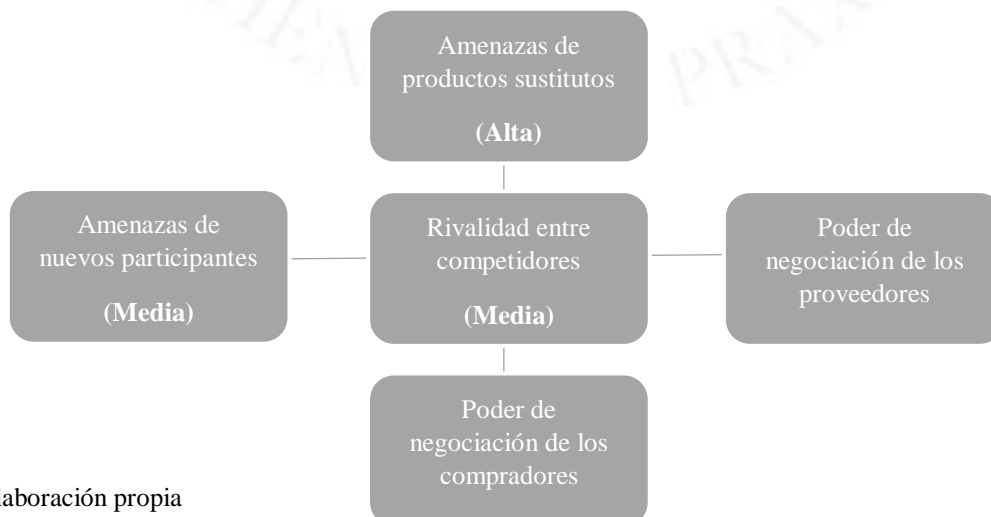 Amenazas de
productos sustitutos
(Alta)
Amenazas de
nuevos participantes
(Media)
Rivalidad entre
competidores
(Media)
Poder de
negociación de los
proveedores
Poder de
negociación de los
compradores
laboración propia